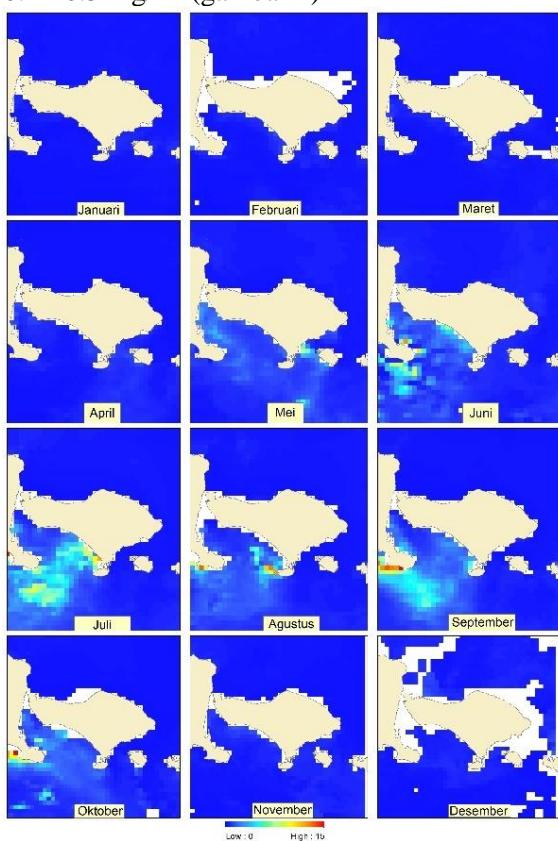 Januari
Februari
Maret
April
Mei
Juni
Juli
Agustus
September
Oktober
November
Desember
Low : 0 High : 15